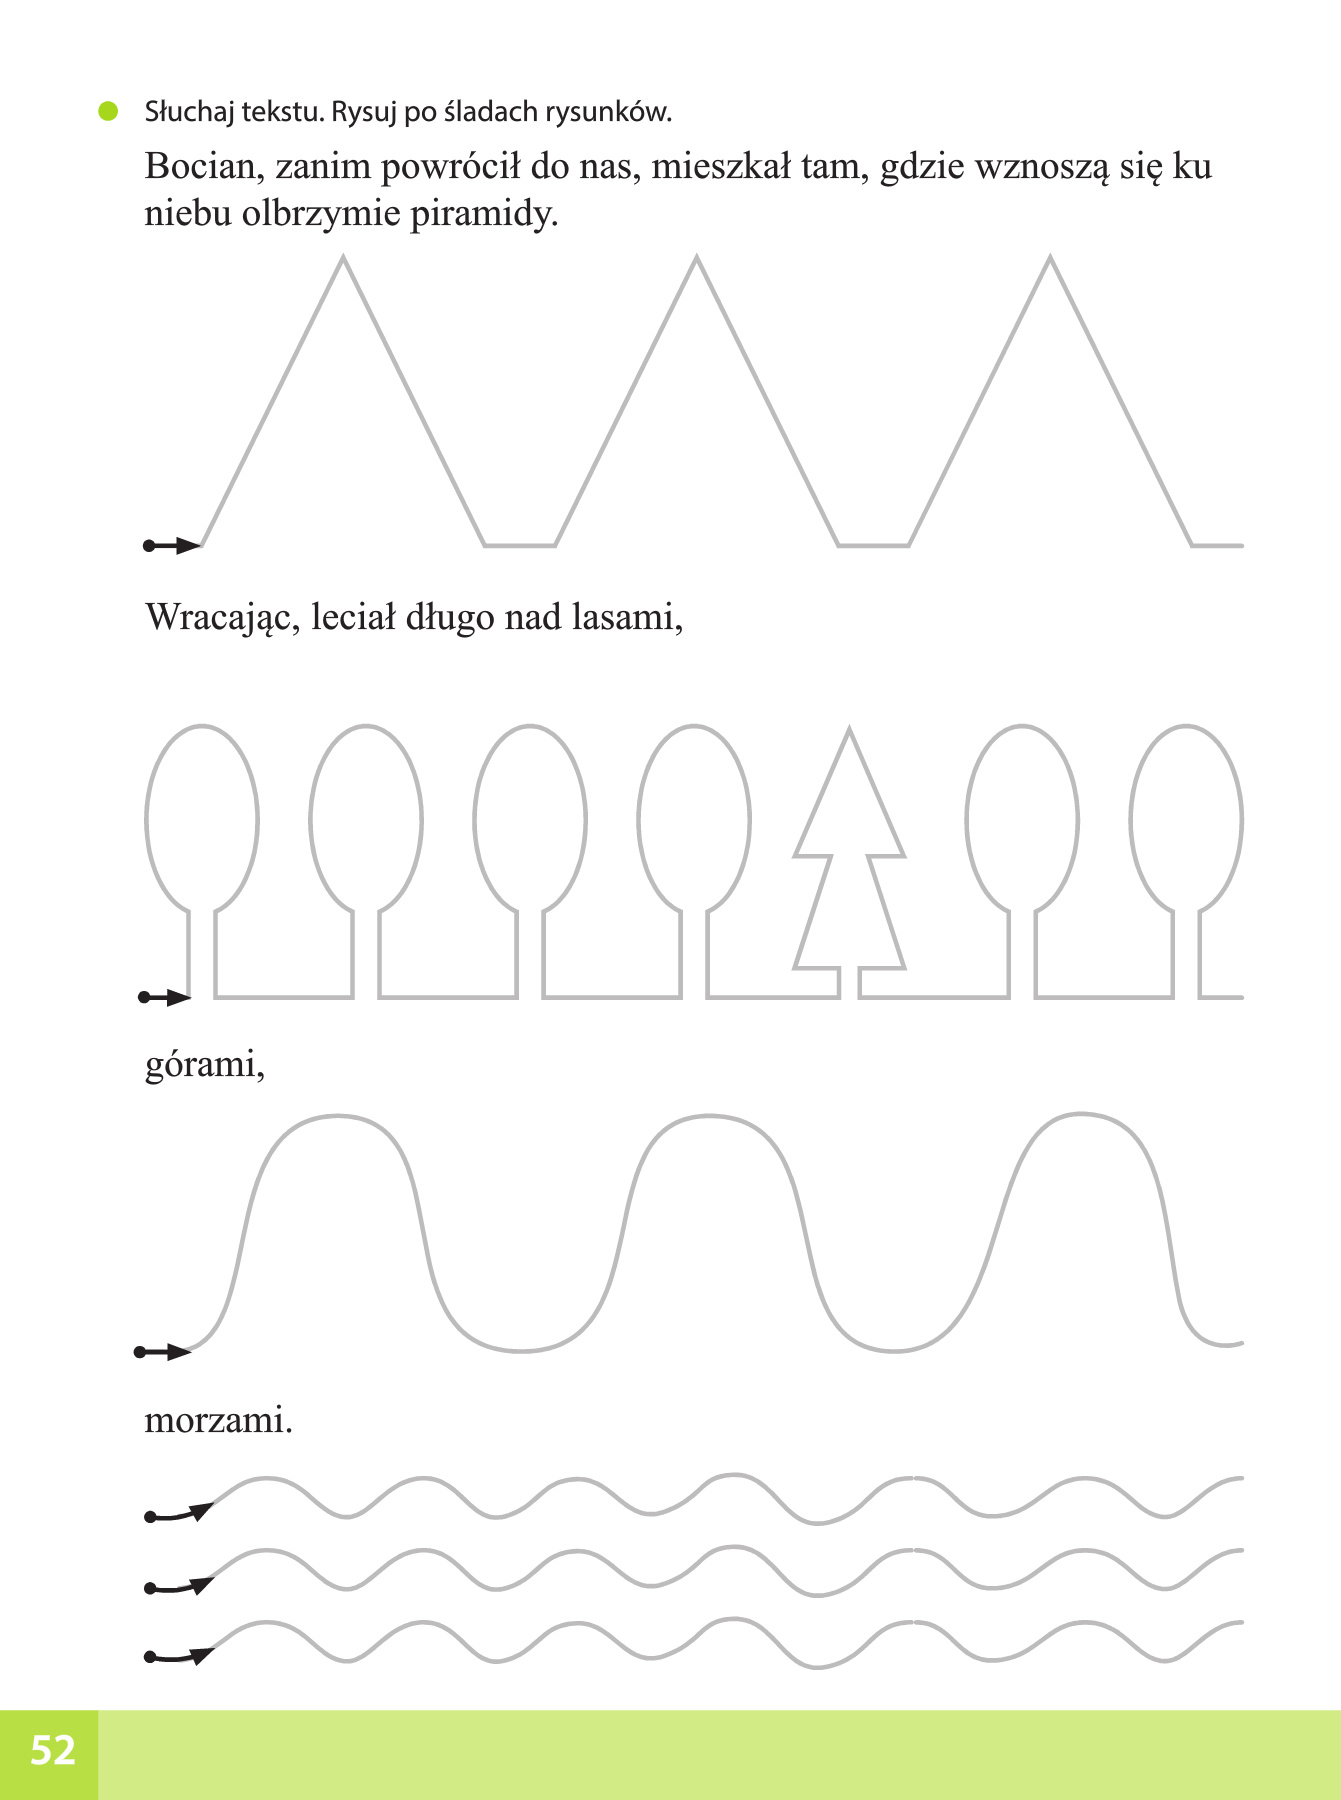 Słuchaj tekstu. Rysuj po śladach rysunków.
Bocian, zanim powrócił do nas, mieszkał tam, gdzie wznoszą się ku
niebu olbrzymie piramidy.
Wracając, leciał długo nad lasami,
górami,
morzami.
52